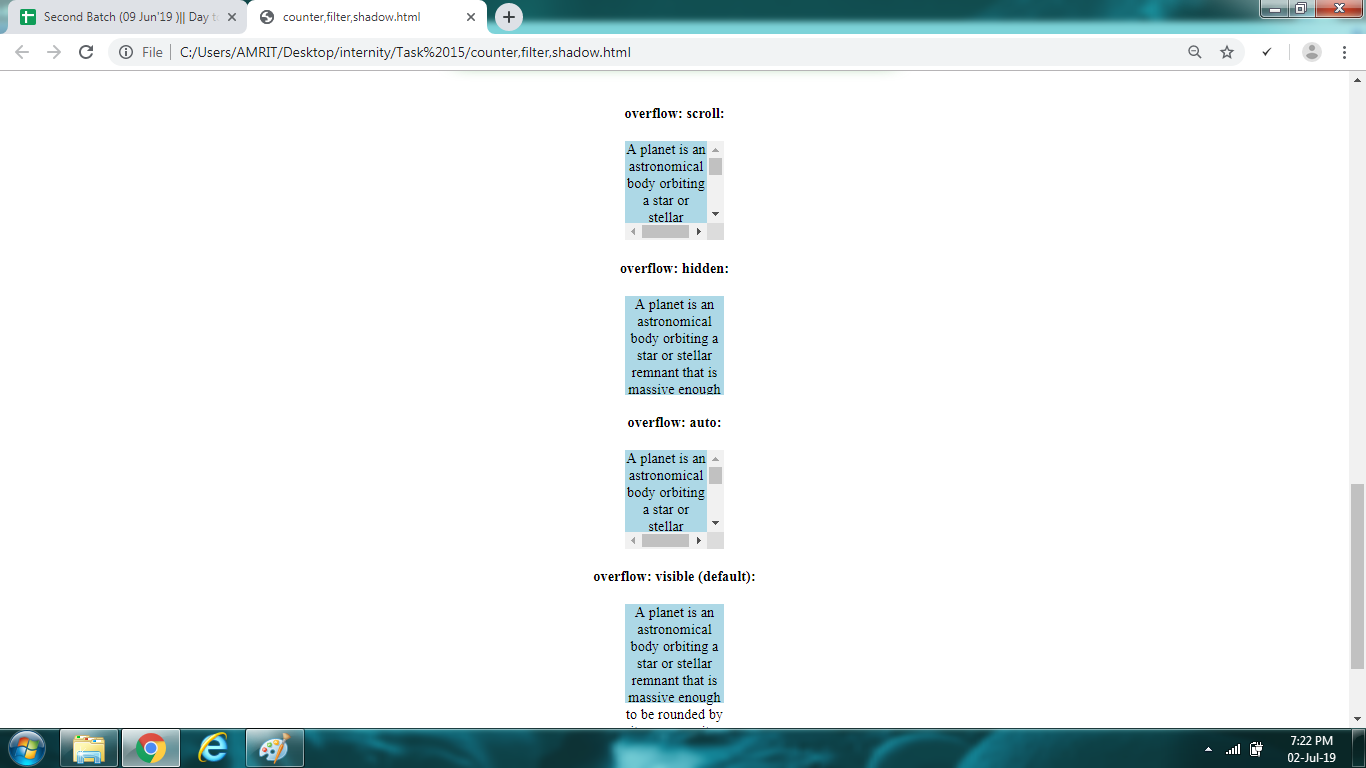 Second Batch (09 Jun'19 )|| Day t
counter,filter,shadow.html
File
C:/Users/AMRIT/Desktop/internity/Task%2015/counter,filter,shadow.html
overflow: scroll:
A planet is an
astronomical
body orbiting
a star or
stellar
overflow: hidden:
A planet is an
astronomical
body orbiting a
star or stellar
remnant that is
massive enough
overflow: auto:
A planet is an
astronomical
body orbiting
a star or
stellar
overflow: visible (default):
A planet is an
astronomical
body orbiting a
star or stellar
remnant that is
massive enough
to be rounded by
7:22 PM
02-Jul-19